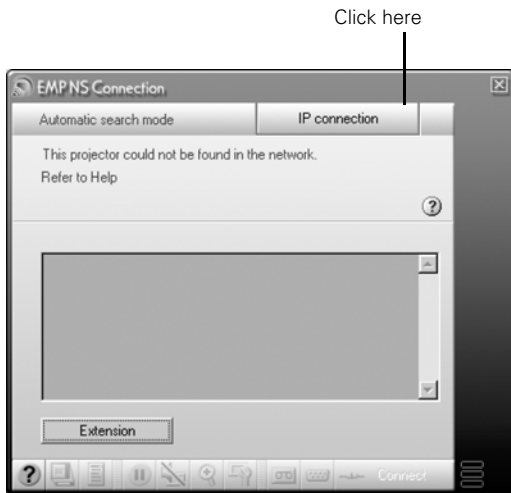 Click here
EMP NS Connection
Automatic search mode
IP connection
This projector could not be found in the network.
Refer to Help
?
Extension
? Connect